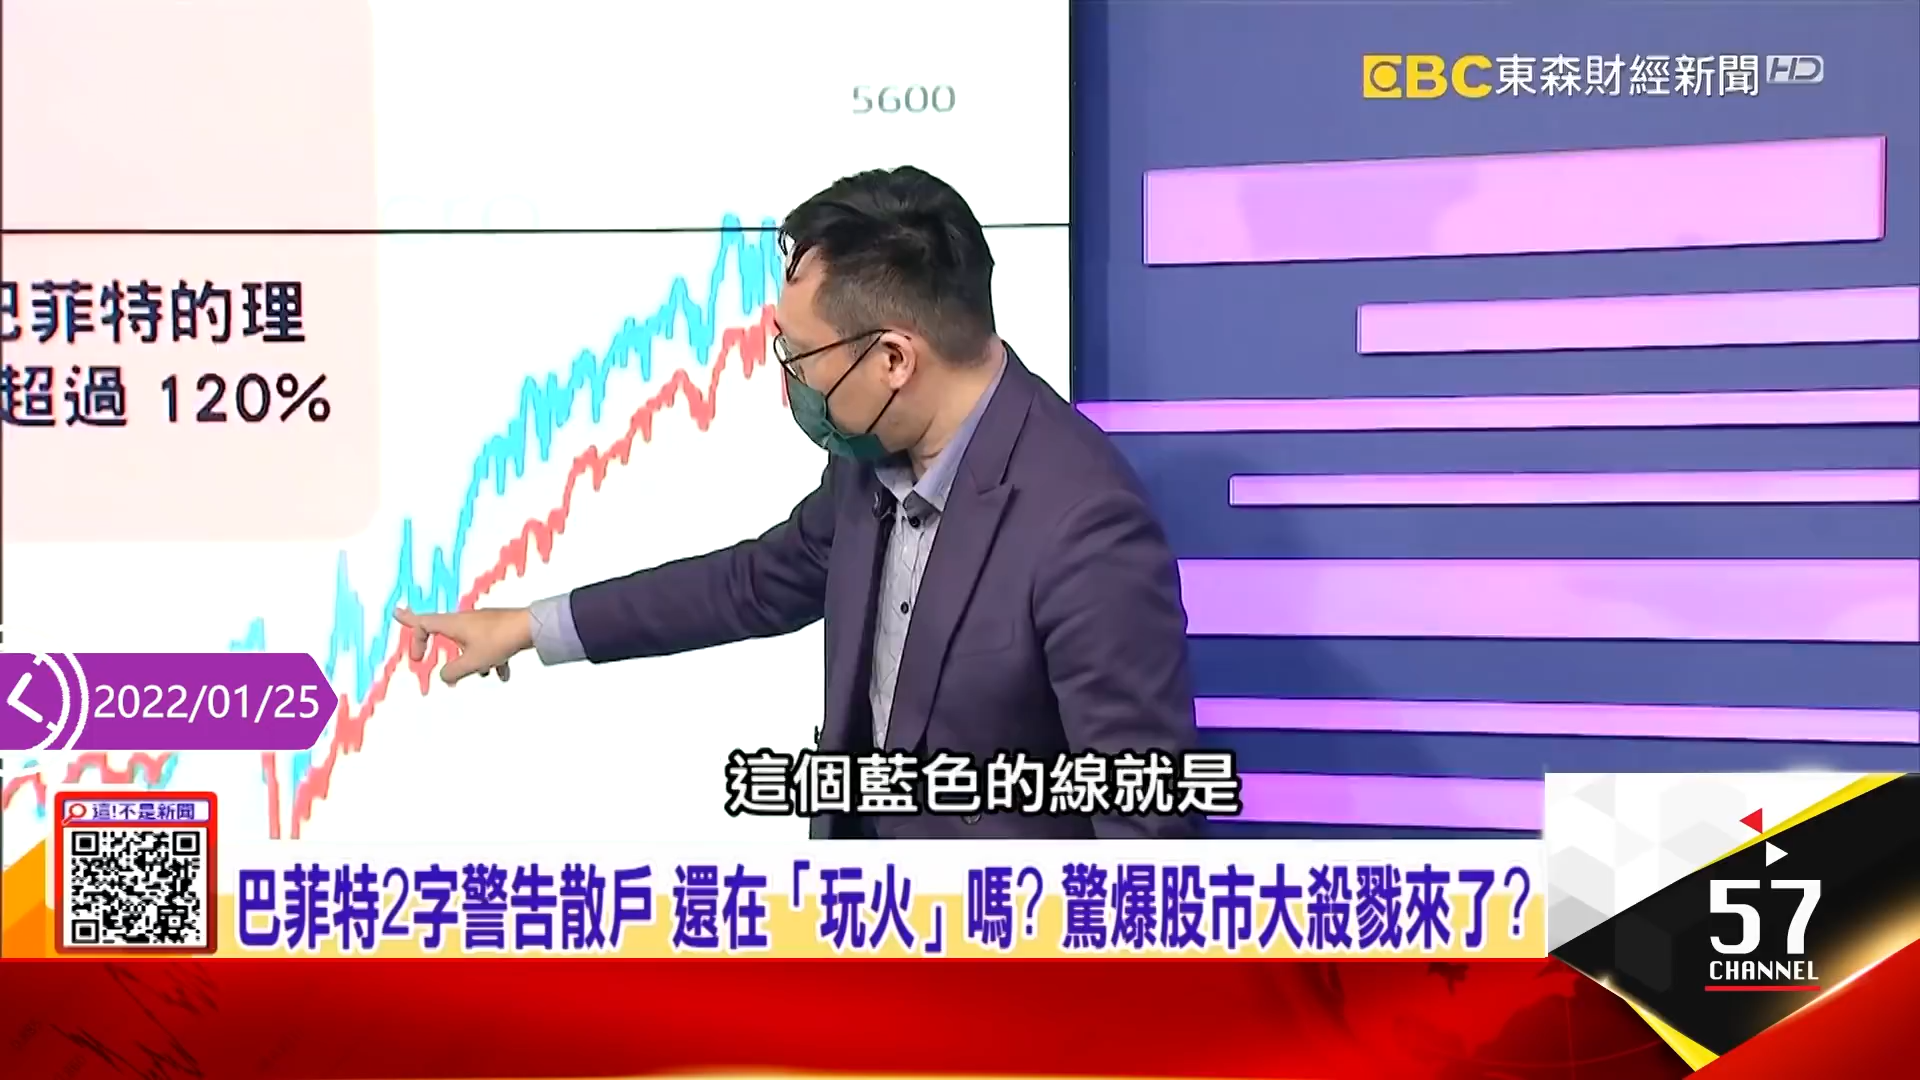 EBC東森財經新聞HD
5600
巴菲特的理
超過 120%
2022/01/25
這個藍色的線就是
這!不是新聞
巴菲特2字警告散戶 還在「玩火」嗎? 驚爆股市大殺戮來了?
57
CHANNEL